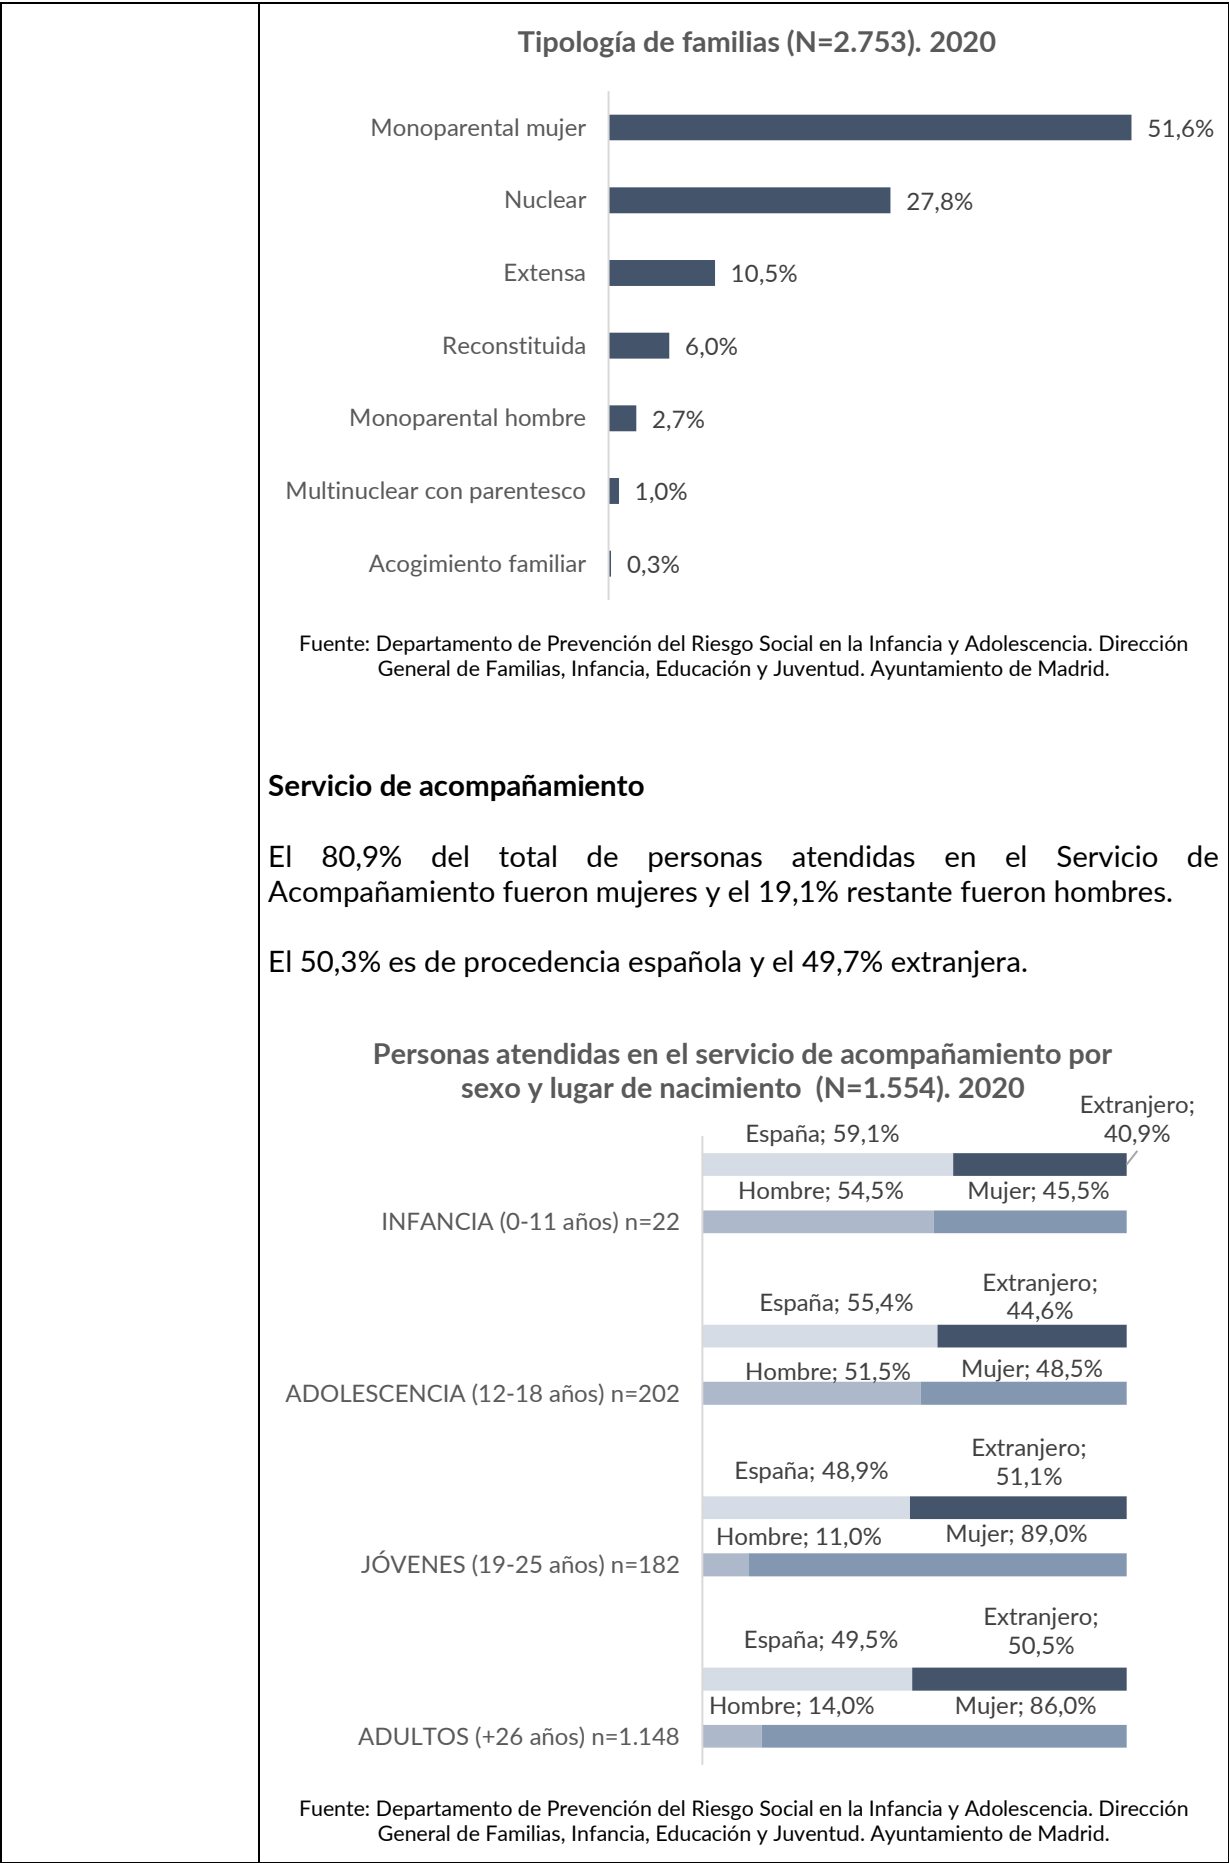 Tipología de familias (N=2.753). 2020
Monoparental mujer 51,6%
Nuclear 27,8%
Extensa 10,5%
Reconstituida 6,0%
Monoparental hombre 2,7%
Multinuclear con parentesco 1,0%
Acogimiento familiar 0,3%
Fuente: Departamento de Prevención del Riesgo Social en la Infancia y Adolescencia. Dirección
General de Familias, Infancia, Educación y Juventud. Ayuntamiento de Madrid.
Servicio de acompañamiento
El 80,9% del total de personas atendidas en el Servicio de
Acompañamiento fueron mujeres y el 19,1% restante fueron hombres.
El 50,3% es de procedencia española y el 49,7% extranjera.
Personas atendidas en el servicio de acompañamiento por
sexo y lugar de nacimiento (N=1.554). 2020
España; 59,1%
Extranjero;
40,9%
Hombre; 54,5% Mujer; 45,5%
INFANCIA (0-11 años) n=22
España; 55,4%
Extranjero;
44,6%
Hombre; 51,5% Mujer; 48,5%
ADOLESCENCIA (12-18 años) n=202
España; 48,9%
Extranjero;
51,1%
Hombre; 11,0% Mujer; 89,0%
JÓVENES (19-25 años) n=182
España; 49,5%
Extranjero;
50,5%
Hombre; 14,0% Mujer; 86,0%
ADULTOS (+26 años) n=1.148
Fuente: Departamento de Prevención del Riesgo Social en la Infancia y Adolescencia. Dirección
General de Familias, Infancia, Educación y Juventud. Ayuntamiento de Madrid.